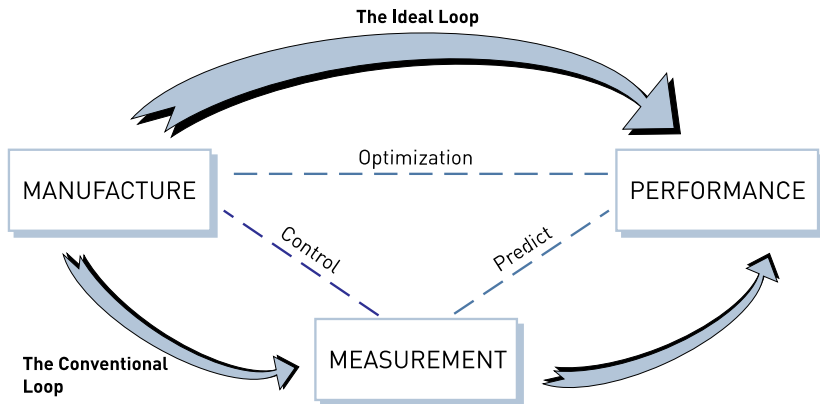 The Ideal Loop
Optimization
MANUFACTURE
PERFORMANCE
Control
Predict
MEASUREMENT
The Conventional
Loop